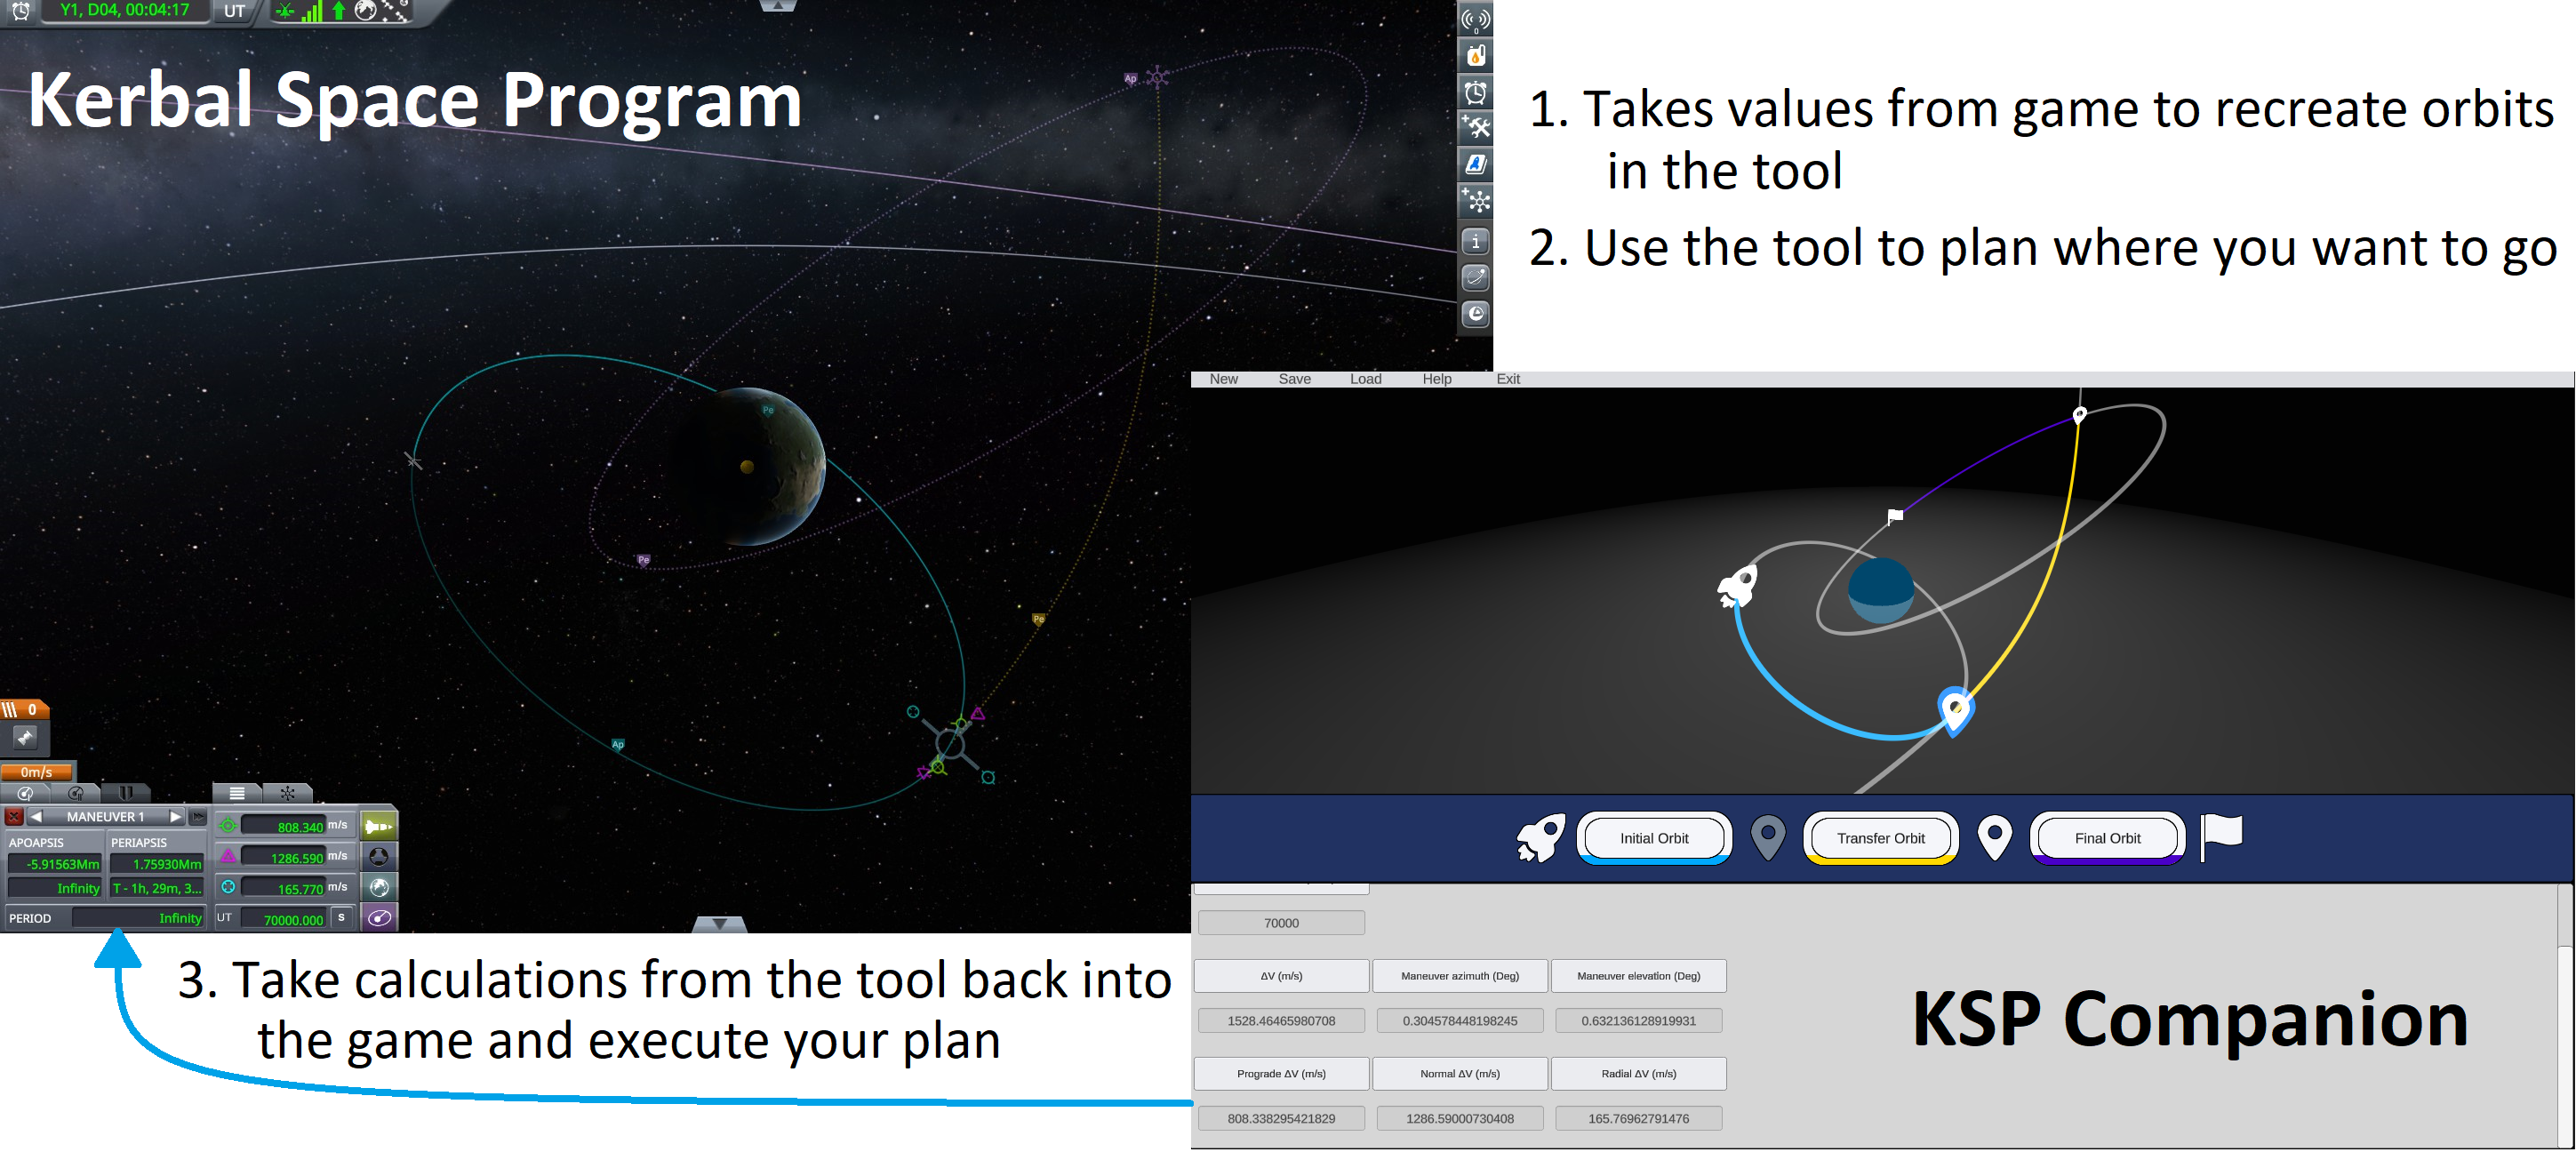 Y1, D04, 00:04:17
UT
Kerbal Space Program
Ap
0
i
Pe
Pe
Pe
Ap
0
0m/s
MANEUVER 1
APOAPSIS
PERIAPSIS
-5.91563Mm
1.75930Mm
Infinity
T - 1h, 29m, 3...
PERIOD
Infinity
808.340 m/s
1286.590 m/s
165.770 m/s
UT
70000.000
S
1. Takes values from game to recreate orbits
in the tool
2. Use the tool to plan where you want to go
New
Save
Load
Help
Exit
Initial Orbit
Transfer Orbit
Final Orbit
70000
ΔV (m/s)
Maneuver azimuth (Deg)
Maneuver elevation (Deg)
1528.46465980708
0.304578448198245
0.632136128919931
Prograde ΔV (m/s)
Normal ΔV (m/s)
Radial ΔV (m/s)
808.338295421829
1286.59000730408
165.76962791476
KSP Companion
3. Take calculations from the tool back into
the game and execute your plan